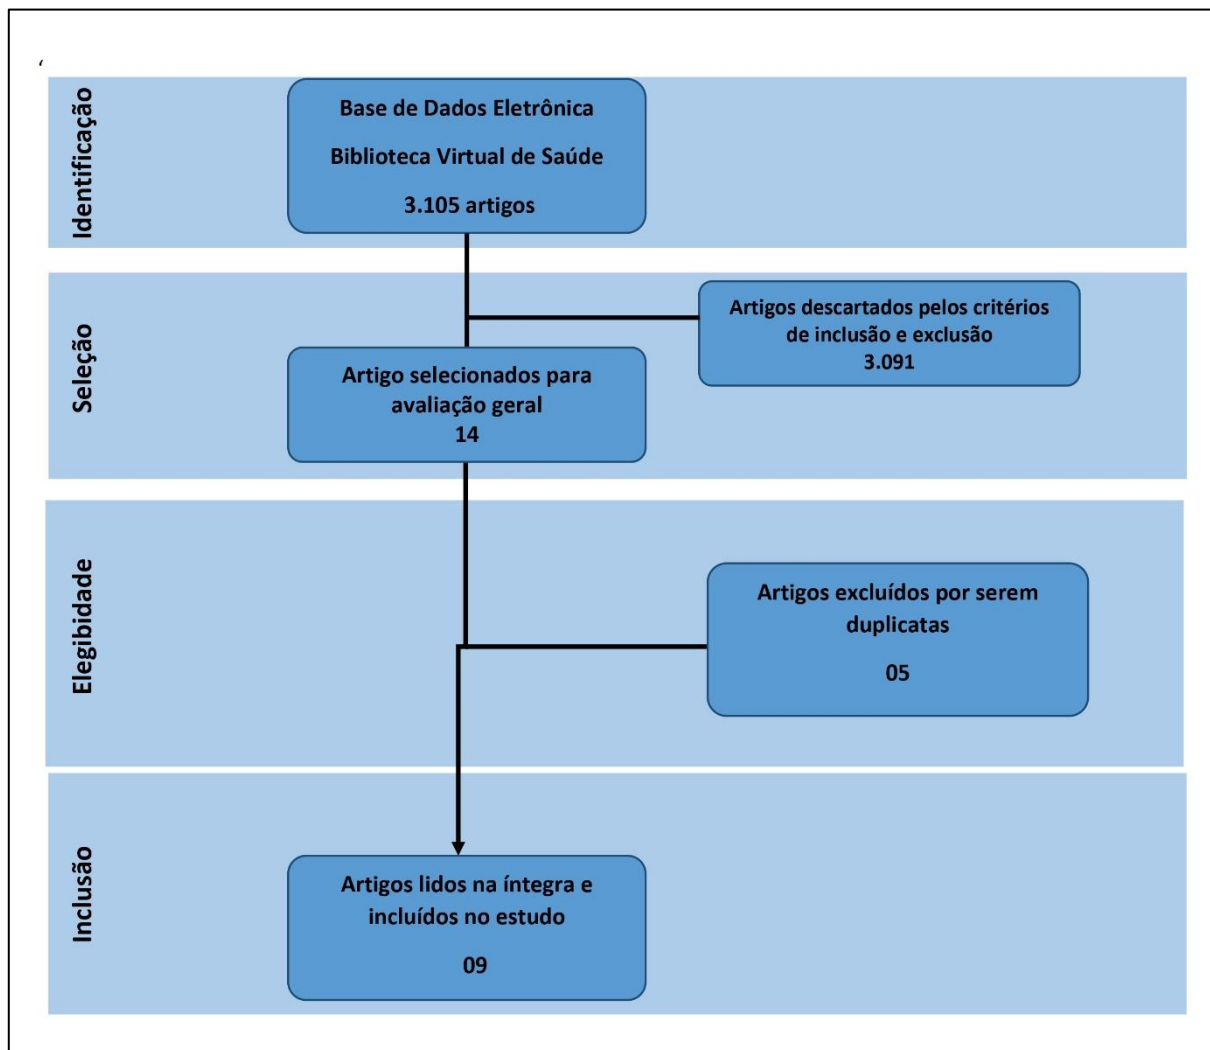 ‘
Identificação
Base de Dados Eletrônica
Biblioteca Virtual de Saúde
3.105 artigos
Seleção
Artigos descartados pelos critérios
de inclusão e exclusão
3.091
Artigo selecionados para
avaliação geral
14
Elegibidade
Artigos excluídos por serem
duplicatas
05
Inclusão
Artigos lidos na íntegra e
incluídos no estudo
09